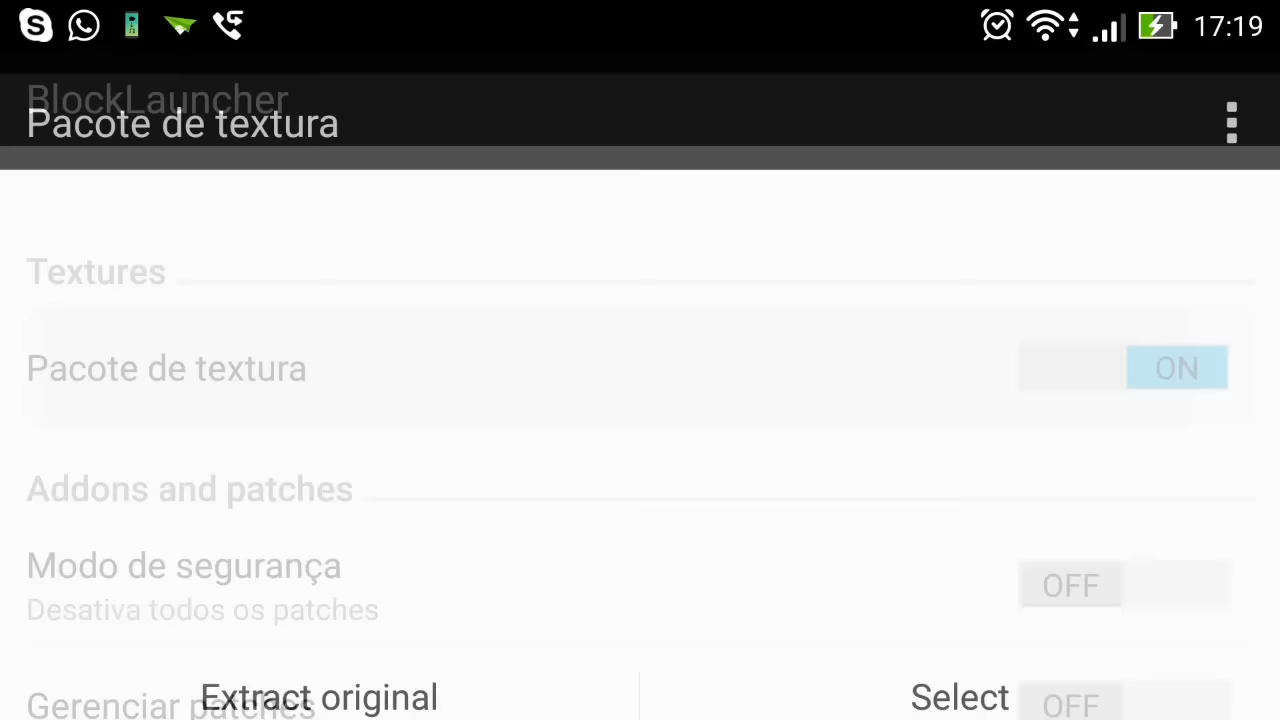 17:19
BlockLauncher
Pacote de textura
Textures
Pacote de textura ON
Addons and patches
Modo de segurança OFF
Desativa todos os patches
Gerenciar patches OFF
Extract original Select